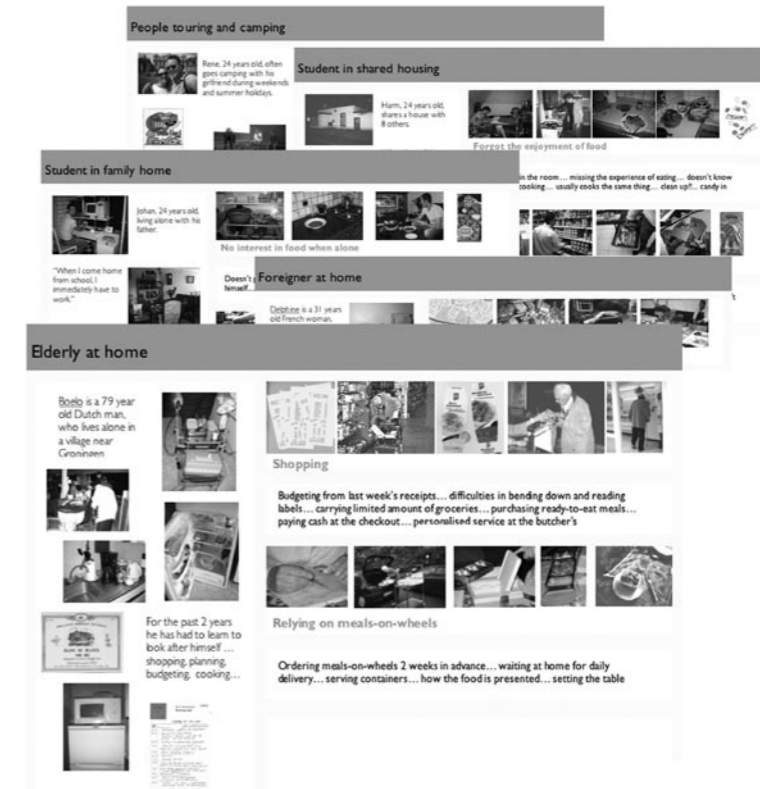 People touring and camping
Rene, 24 years old, often
goes camping with his
girlfriend during weekends
and summer holidays.
Student in shared housing
Harm, 24 years old,
shares a house with
8 others.
Forgot the enjoyment of food
in the room... missing the experience of eating... doesn't know
cooking... usually cooks the same thing... clean up!!... candy in
Student in family home
Johan, 24 years old,
living alone with his
father.
"When I come home
from school, I
immediately have to
work."
No interest in food when alone
Doesn't
himself
Foreigner at home
Delphine is a 31 years
old French woman,
Elderly at home
Boelo is a 79 year
old Dutch man,
who lives alone in
a village near
Groningen
For the past 2 years
he has had to learn to
look after himself ...
shopping, planning,
budgeting, cooking...
Shopping
Budgeting from last week's receipts... difficulties in bending down and reading
labels... carrying limited amount of groceries... purchasing ready-to-eat meals...
paying cash at the checkout... personalised service at the butcher's
Relying on meals-on-wheels
Ordering meals-on-wheels 2 weeks in advance... waiting at home for daily
delivery... serving containers... how the food is presented... setting the table